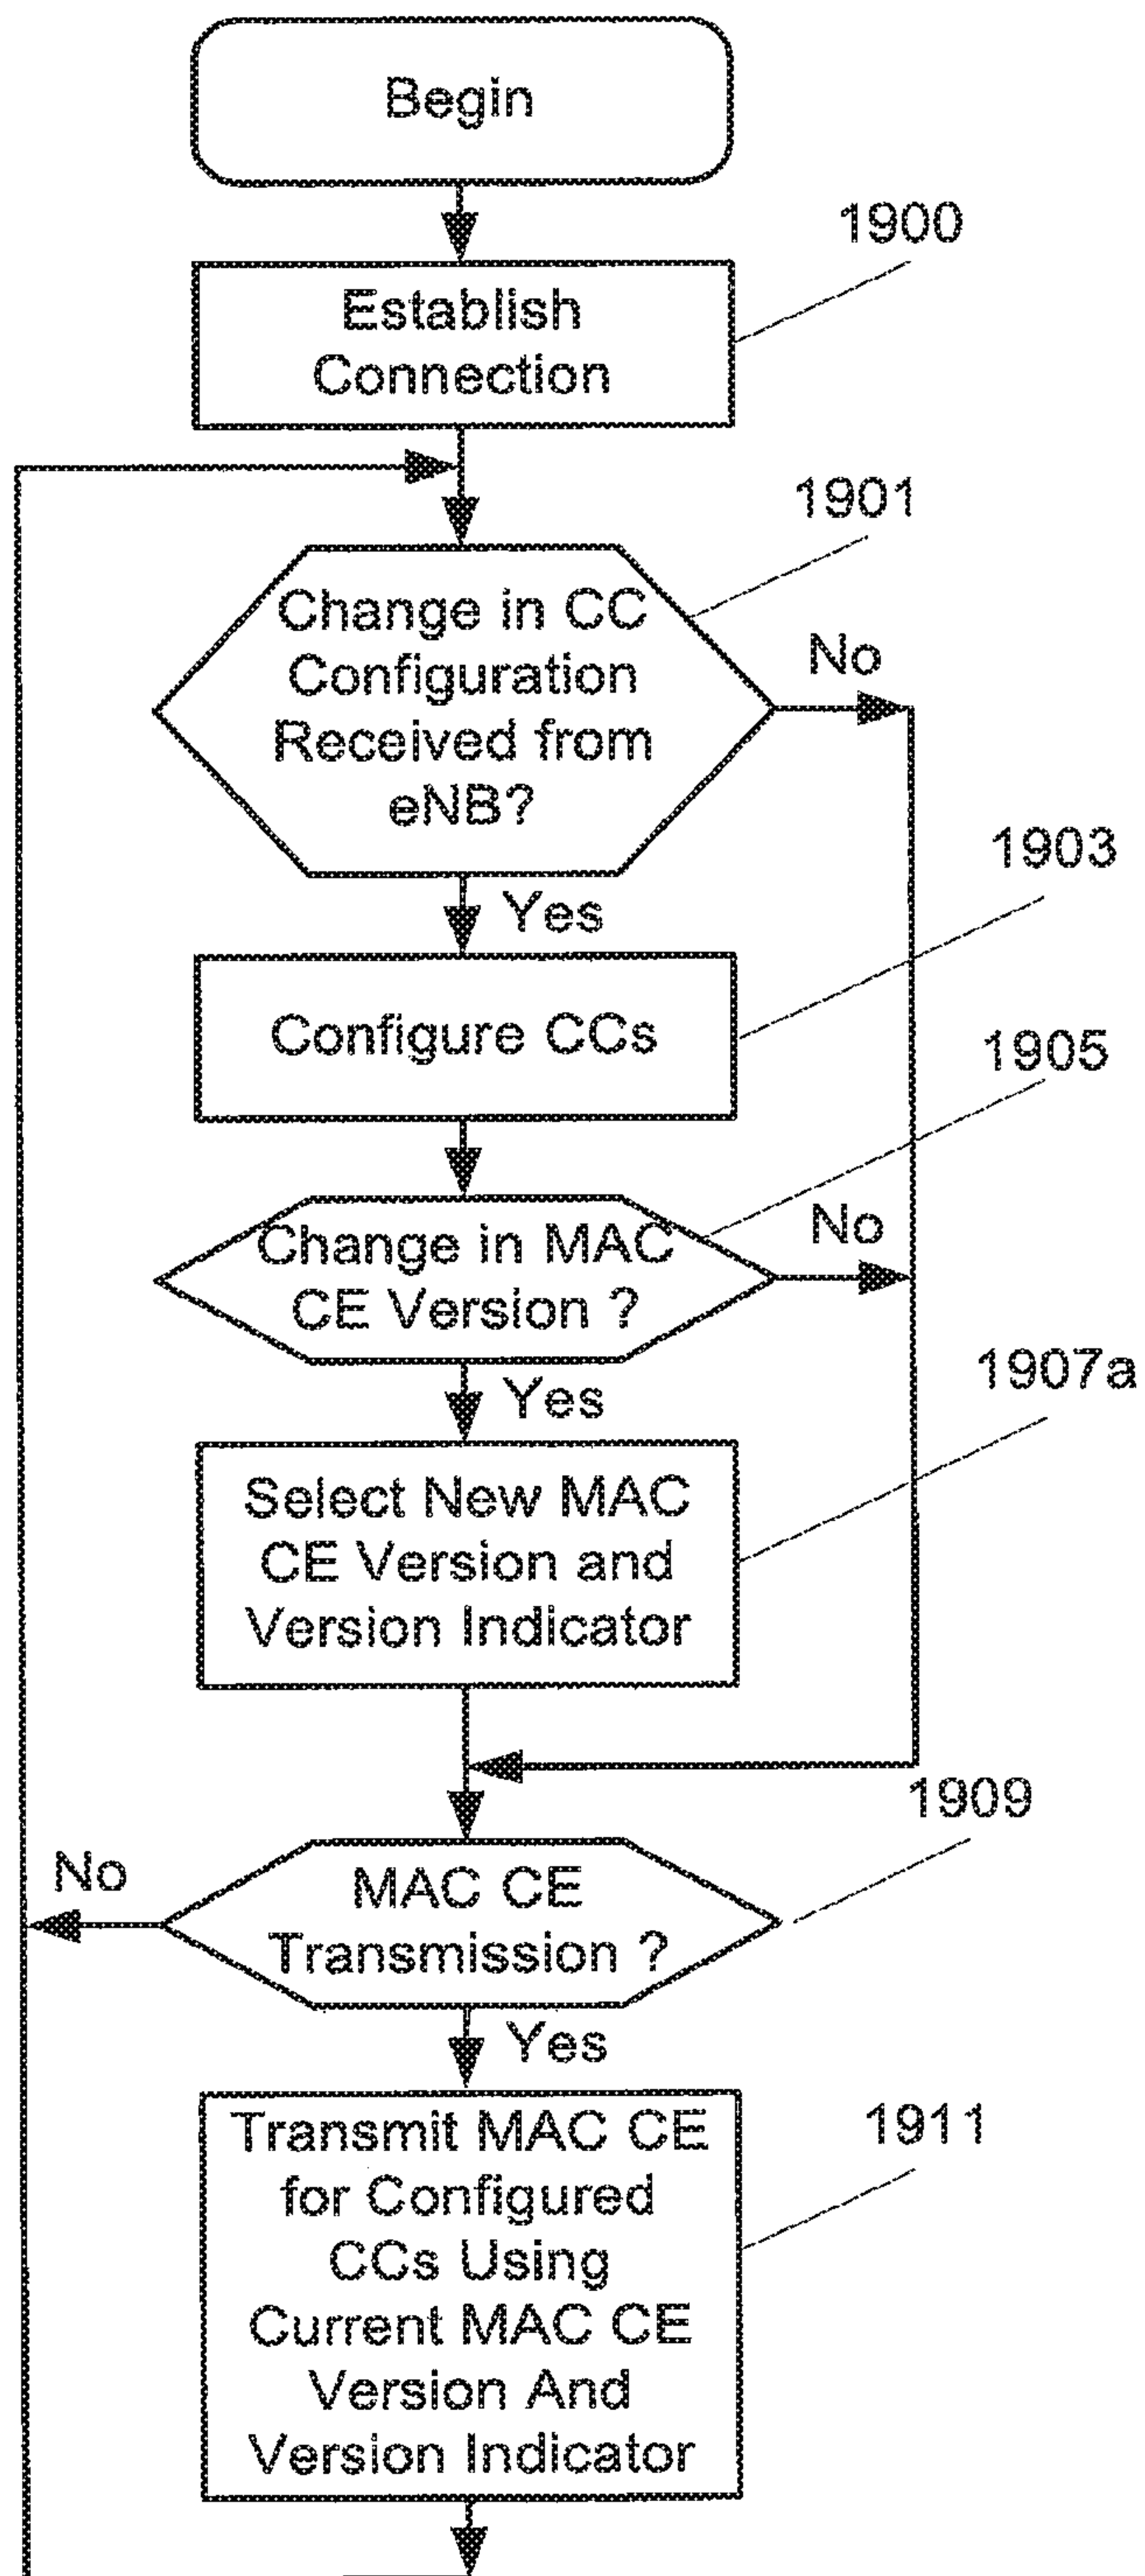 Begin
1900
Establish
Connection
1901
Change in CC
Configuration
Received from
eNB?
No
Yes
1903
Configure CCs
1905
Change in MAC
CE Version ?
No
Yes
1907a
Select New MAC
CE Version and
Version Indicator
1909
MAC CE
Transmission ?
No
Yes
1911
Transmit MAC CE
for Configured
CCs Using
Current MAC CE
Version And
Version Indicator